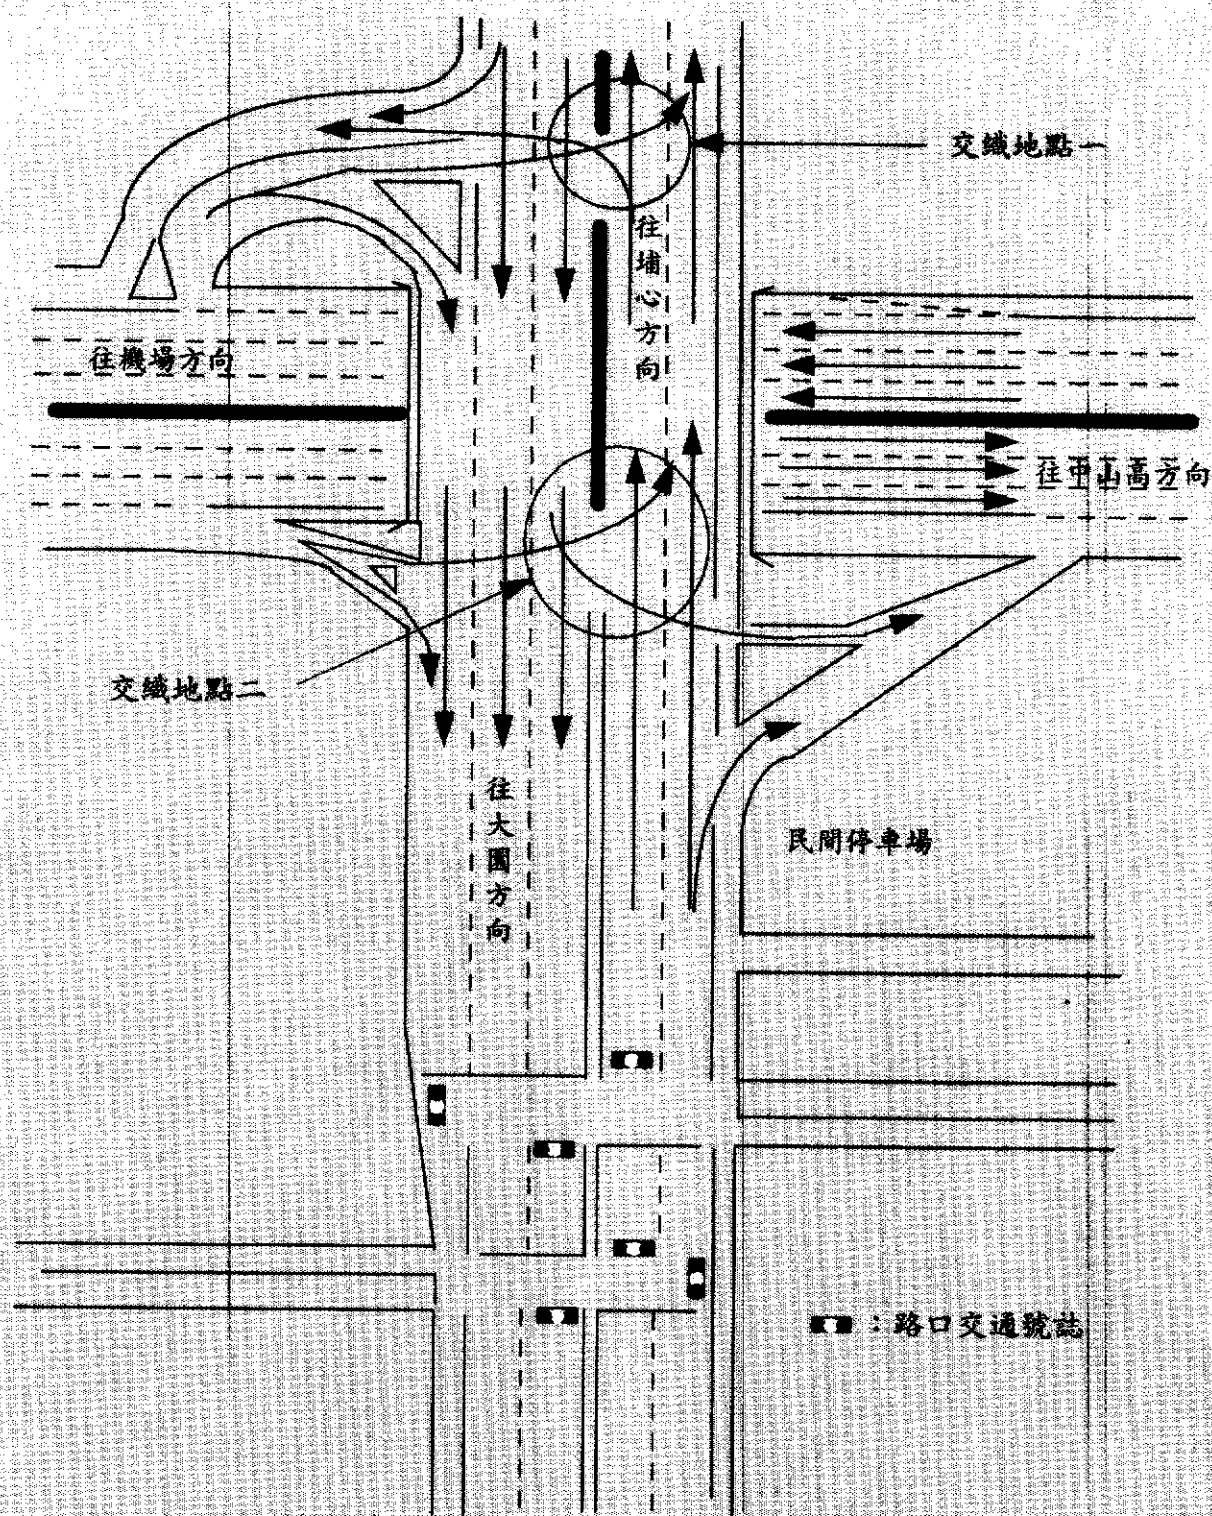 交織地點一
往埔心方向
往機場方向
往中山高方向
交織地點二
往大園方向
民間停車場
：路口交通號誌